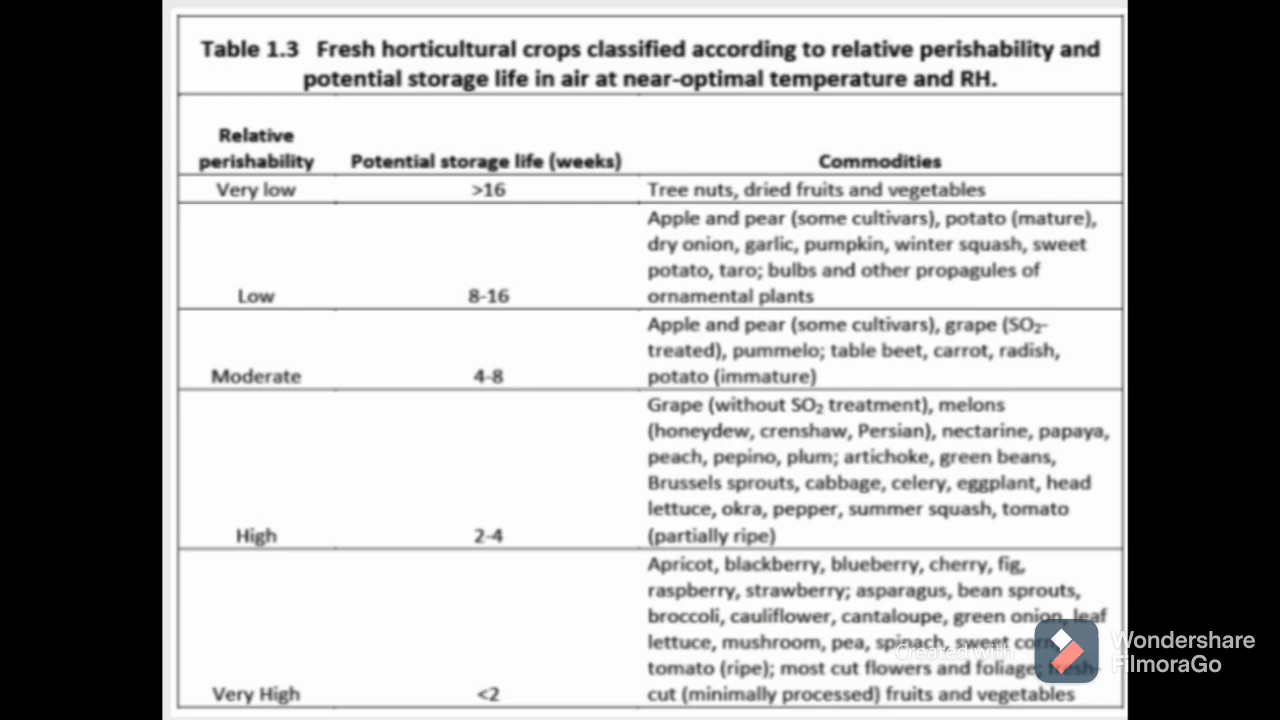 Table 1.3 Fresh horticultural crops classified according to relative perishability and
potential storage life in air at near-optimal temperature and RH.
Relative
perishability Potential storage life (weeks) Commodities
Very low >16 Tree nuts, dried fruits and vegetables
Apple and pear (some cultivars), potato (mature),
dry onion, garlic, pumpkin, winter squash, sweet
potato, taro; bulbs and other propagules of
Low 8-16 ornamental plants
Apple and pear (some cultivars), grape (SO₂-
treated), pummelo; table beet, carrot, radish,
Moderate 4-8 potato (immature)
Grape (without SO₂ treatment), melons
(honeydew, crenshaw, Persian), nectarine, papaya,
peach, pepino, plum; artichoke, green beans,
Brussels sprouts, cabbage, celery, eggplant, head
lettuce, okra, pepper, summer squash, tomato
High 2-4 (partially ripe)
Apricot, blackberry, blueberry, cherry, fig,
raspberry, strawberry; asparagus, bean sprouts,
broccoli, cauliflower, cantaloupe, green onion, leaf
lettuce, mushroom, pea, spinach, sweet corn,
tomato (ripe); most cut flowers and foliage; fresh-
Very High <2 cut (minimally processed) fruits and vegetables
Created with
Wondershare
FilmoraGo